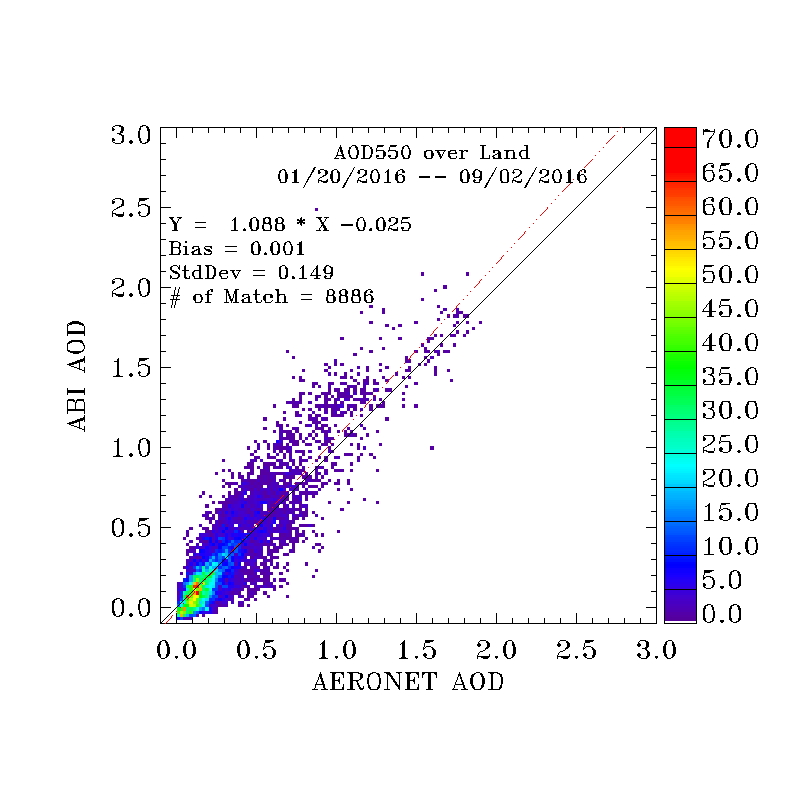 AOD550 over Land
01/20/2016 -- 09/02/2016
Y =  1.088 * X -0.025
Bias = 0.001
StdDev = 0.149
# of Match = 8886
3.0
2.5
2.0
1.5
1.0
0.5
0.0
ABI AOD
0.0 0.5 1.0 1.5 2.0 2.5 3.0
AERONET AOD
70.0
65.0
60.0
55.0
50.0
45.0
40.0
35.0
30.0
25.0
20.0
15.0
10.0
5.0
0.0